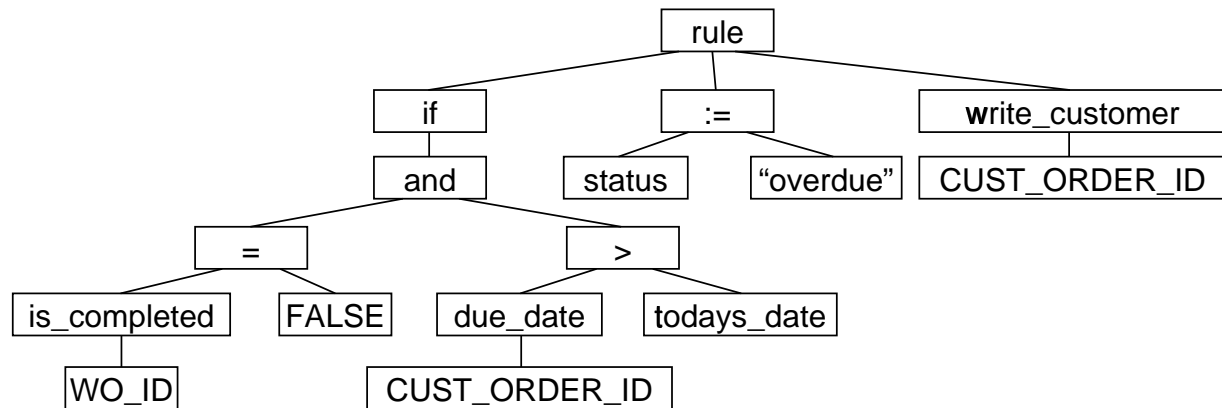 rule
if
:=
write_customer
and
status
“overdue”
CUST_ORDER_ID
=
>
is_completed
FALSE
due_date
todays_date
WO_ID
CUST_ORDER_ID